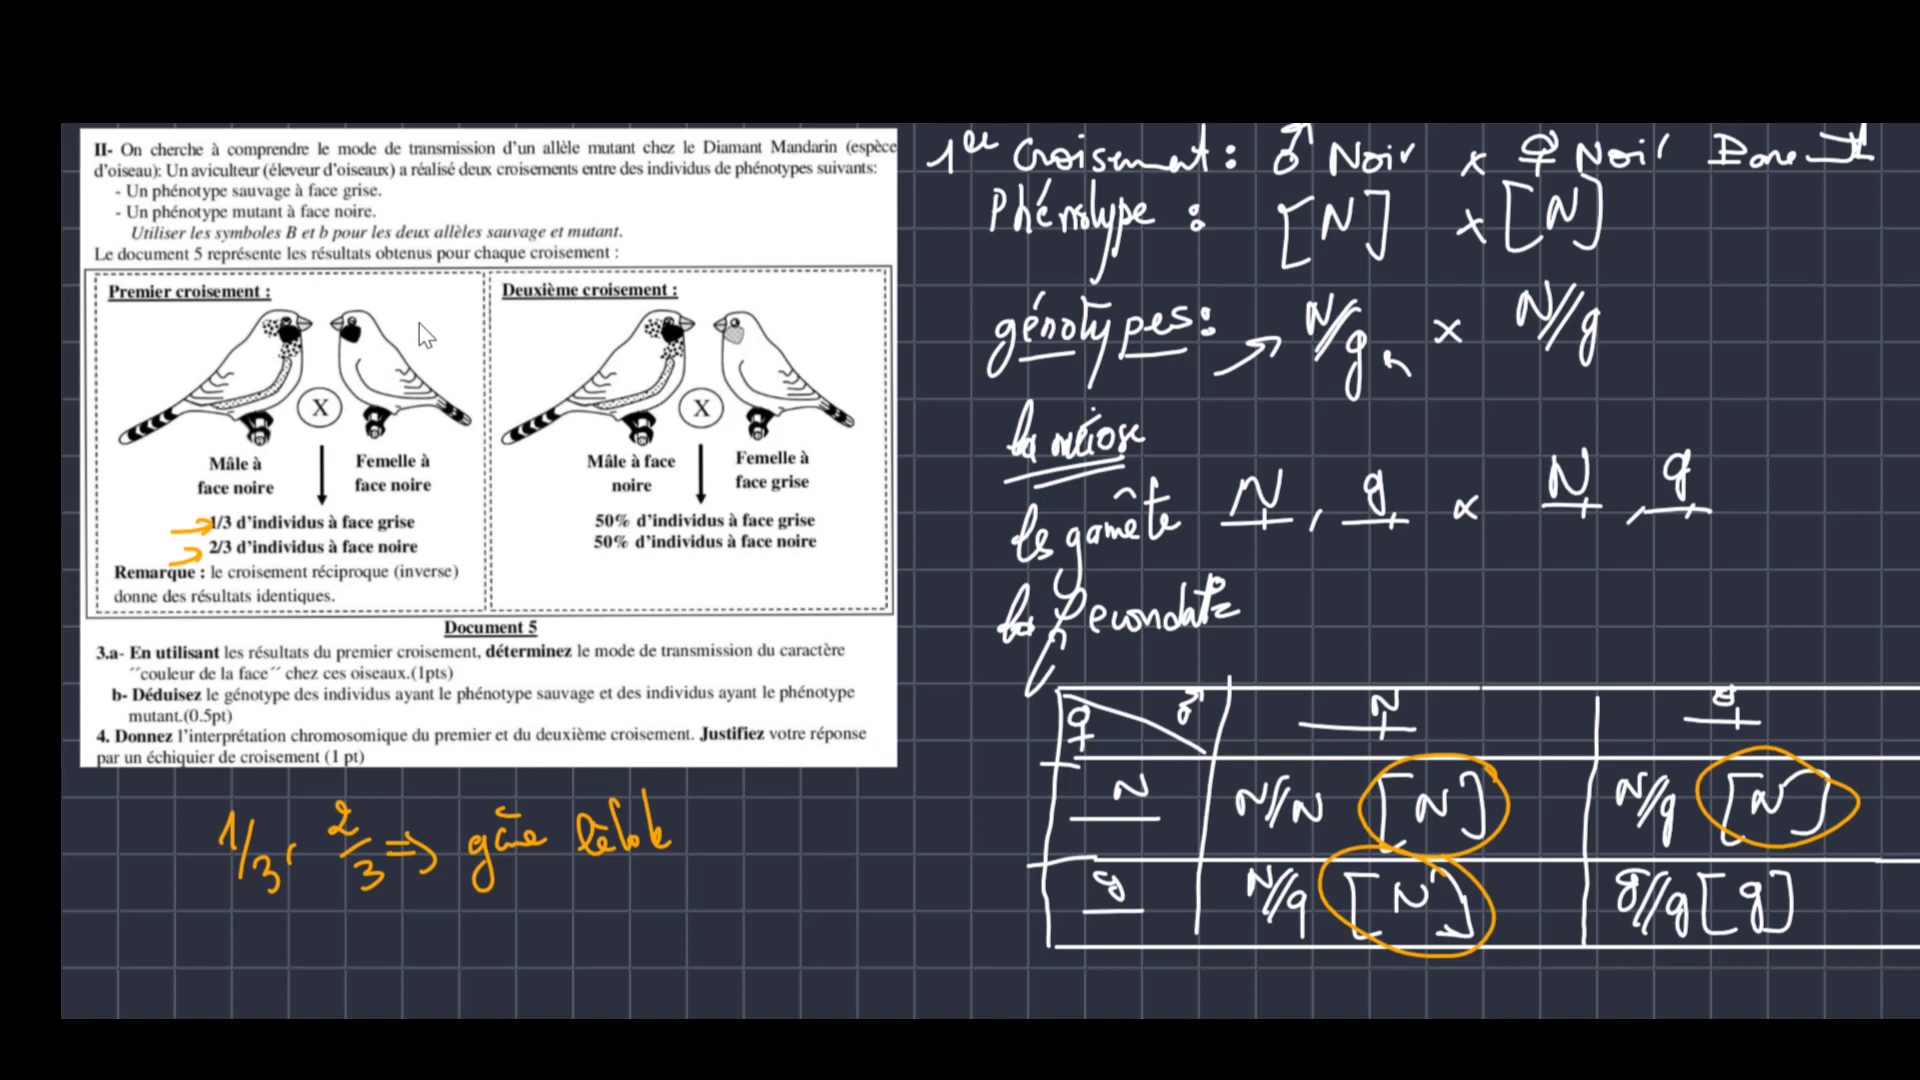 II- On cherche à comprendre le mode de transmission d'un allèle mutant chez le Diamant Mandarin (espèce
d'oiseau): Un aviculteur (éleveur d'oiseaux) a réalisé deux croisements entre des individus de phénotypes suivants:
- Un phénotype sauvage à face grise.
- Un phénotype mutant à face noire.
Utiliser les symboles B et b pour les deux allèles sauvage et mutant.
Le document 5 représente les résultats obtenus pour chaque croisement :
Premier croisement :
X
Mâle à
face noire
Femelle à
face noire
1/3 d'individus à face grise
2/3 d'individus à face noire
Remarque : le croisement réciproque (inverse)
donne des résultats identiques.
Deuxième croisement :
X
Mâle à face
noire
Femelle à
face grise
50% d'individus à face grise
50% d'individus à face noire
Document 5
3.a- En utilisant les résultats du premier croisement, déterminez le mode de transmission du caractère
´´couleur de la face´´ chez ces oiseaux.(1pts)
b- Déduisez le génotype des individus ayant le phénotype sauvage et des individus ayant le phénotype
mutant.(0.5pt)
4. Donnez l'interprétation chromosomique du premier et du deuxième croisement. Justifiez votre réponse
par un échiquier de croisement (1 pt)
1/3, 2/3 ⇒
1er Croisement : ♂ Noir x ♀ Noir
Phénotype : [N] x [N]
génotypes : N//g x N//g
la méiose
les gamète N , g x N , g
la
♀ ♂ N g
N N//N [N] N//g [N]
g N//g [N] g//g [g]